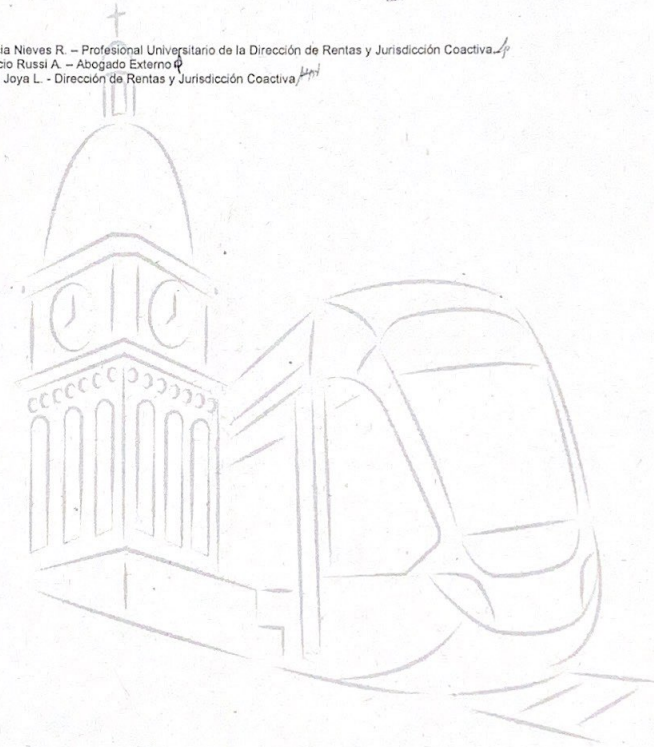 ia Nieves R. – Profesional Universitario de la Dirección de Rentas y Jurisdicción Coactiva
cio Russi A. – Abogado Externo
Joya L. - Dirección de Rentas y Jurisdicción Coactiva